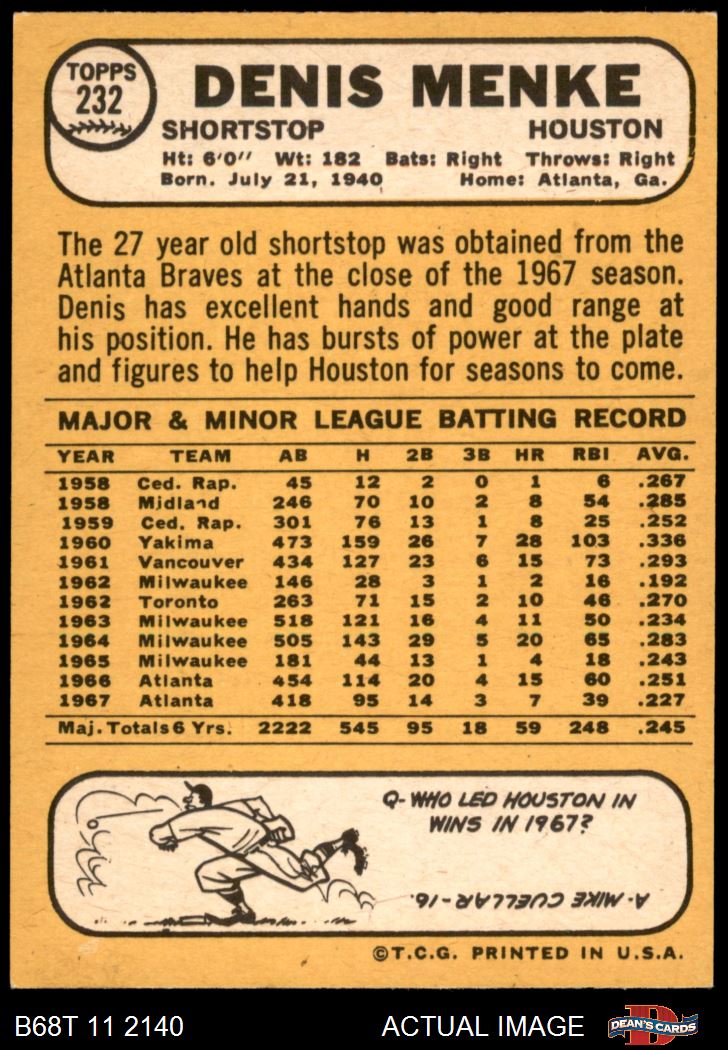 TOPPS
232
DENIS MENKE
SHORTSTOP HOUSTON
Ht: 6'0" Wt: 182 Bats: Right Throws: Right
Born. July 21, 1940 Home: Atlanta, Ga.
The 27 year old shortstop was obtained from the
Atlanta Braves at the close of the 1967 season.
Denis has excellent hands and good range at
his position. He has bursts of power at the plate
and figures to help Houston for seasons to come.
MAJOR & MINOR LEAGUE BATTING RECORD
YEAR TEAM AB H 2B 3B HR RBI AVG.
1958 Ced. Rap. 45 12 2 0 1 6 .267
1958 Midland 246 70 10 2 8 54 .285
1959 Ced. Rap. 301 76 13 1 8 25 .252
1960 Yakima 473 159 26 7 28 103 .336
1961 Vancouver 434 127 23 6 15 73 .293
1962 Milwaukee 146 28 3 1 2 16 .192
1962 Toronto 263 71 15 2 10 46 .270
1963 Milwaukee 518 121 16 4 11 50 .234
1964 Milwaukee 505 143 29 5 20 65 .283
1965 Milwaukee 181 44 13 1 4 18 .243
1966 Atlanta 454 114 20 4 15 60 .251
1967 Atlanta 418 95 14 3 7 39 .227
Maj. Totals 6 Yrs. 2222 545 95 18 59 248 .245
Q- WHO LED HOUSTON IN
WINS IN 1967?
A- MIKE CUELLAR - 16.
©T.C.G. PRINTED IN U.S.A.
B68T 11 2140 ACTUAL IMAGE DEAN'S CARDS